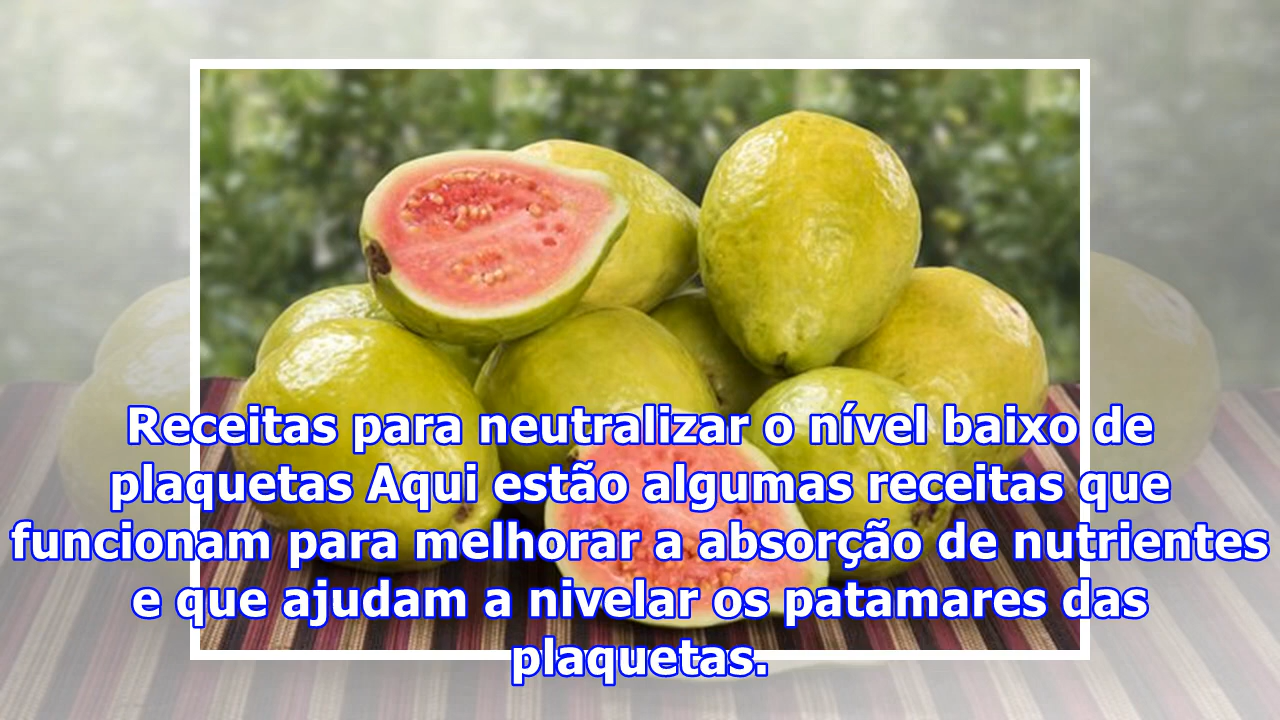 Receitas para neutralizar o nível baixo de
plaquetas Aqui estão algumas receitas que
funcionam para melhorar a absorção de nutrientes
e que ajudam a nivelar os patamares das
plaquetas.